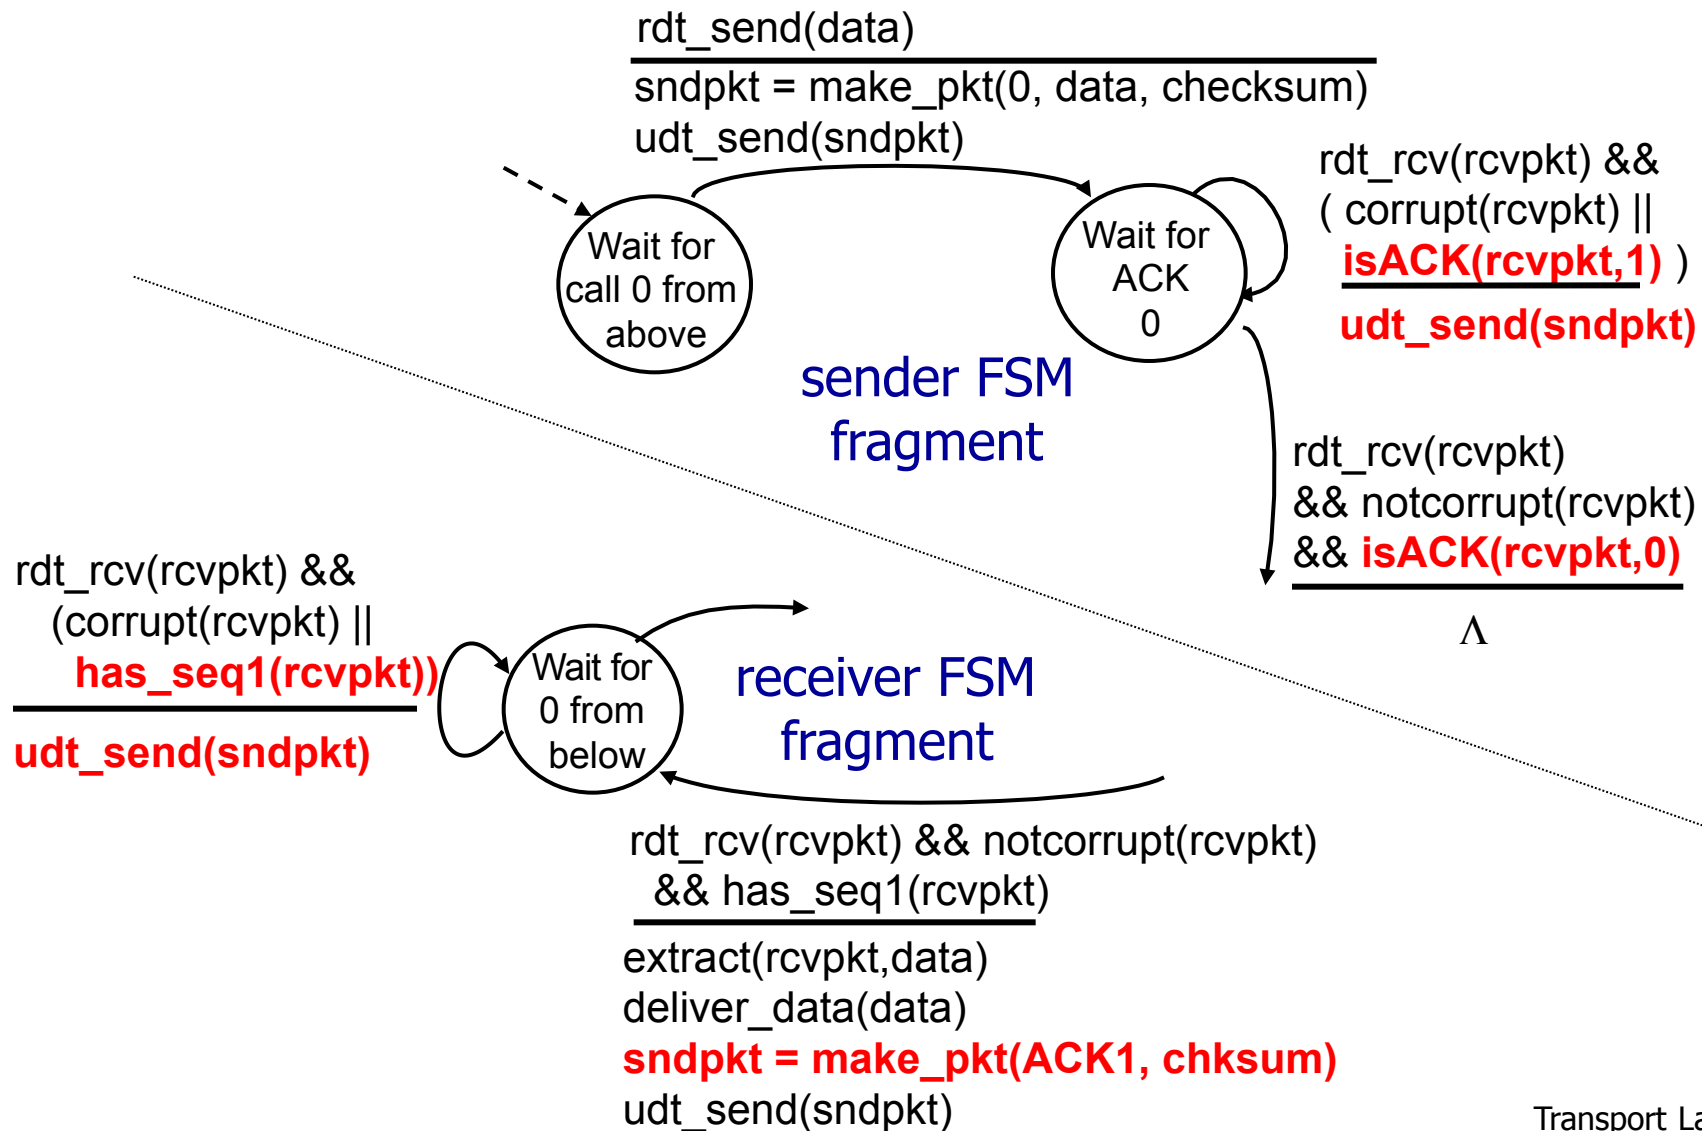 rdt_send(data)
sndpkt = make_pkt(0, data, checksum)
udt_send(sndpkt)
Wait for
call 0 from
above
Wait for
ACK
0
rdt_rcv(rcvpkt) &&
( corrupt(rcvpkt) ||
isACK(rcvpkt,1) )
udt_send(sndpkt)
sender FSM
fragment
rdt_rcv(rcvpkt)
&& notcorrupt(rcvpkt)
&& isACK(rcvpkt,0)
Λ
rdt_rcv(rcvpkt) &&
(corrupt(rcvpkt) ||
has_seq1(rcvpkt))
udt_send(sndpkt)
Wait for
0 from
below
receiver FSM
fragment
rdt_rcv(rcvpkt) && notcorrupt(rcvpkt)
&& has_seq1(rcvpkt)
extract(rcvpkt,data)
deliver_data(data)
sndpkt = make_pkt(ACK1, chksum)
udt_send(sndpkt)
Transport La